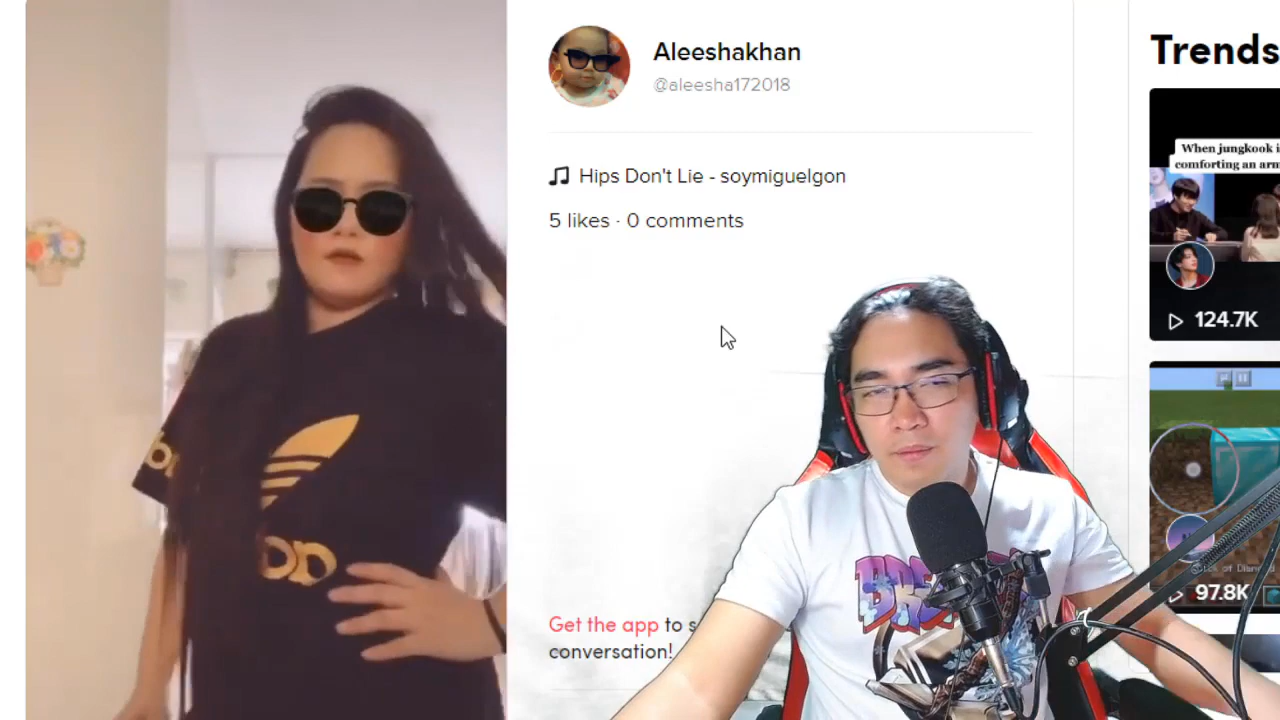 Aleeshakhan
@aleesha172018
Hips Don't Lie - soymiguelgon
5 likes · 0 comments
Get the app to s
conversation!
Trends
When jungkook i
comforting an arm
124.7K
97.8K